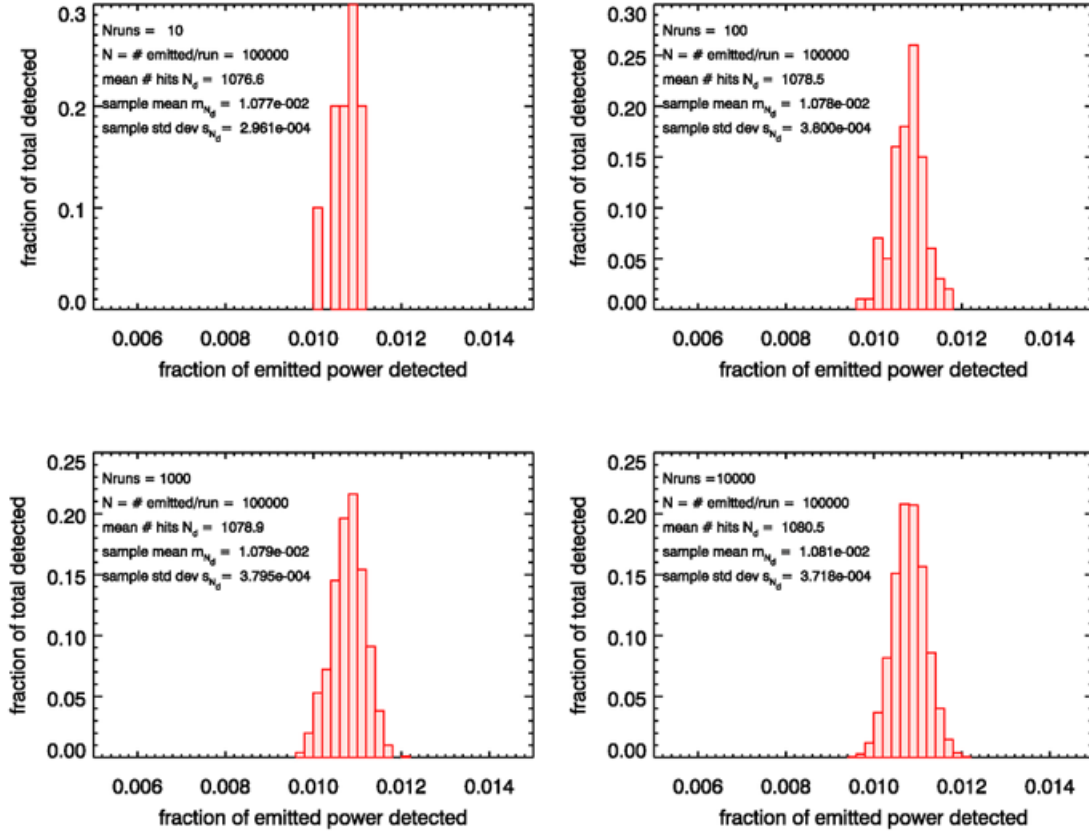 0.3
0.2
0.1
0.0
Nruns = 10
N = # emitted/run = 100000
mean # hits N_d = 1076.6
sample mean m_N_d = 1.077e-002
sample std dev s_N_d = 2.961e-004
fraction of total detected
0.006 0.008 0.010 0.012 0.014
fraction of emitted power detected
0.30
0.25
0.20
0.15
0.10
0.05
0.00
Nruns = 100
N = # emitted/run = 100000
mean # hits N_d = 1078.5
sample mean m_N_d = 1.078e-002
sample std dev s_N_d = 3.800e-004
fraction of total detected
0.006 0.008 0.010 0.012 0.014
fraction of emitted power detected
0.25
0.20
0.15
0.10
0.05
0.00
Nruns = 1000
N = # emitted/run = 100000
mean # hits N_d = 1078.9
sample mean m_N_d = 1.079e-002
sample std dev s_N_d = 3.795e-004
fraction of total detected
0.006 0.008 0.010 0.012 0.014
fraction of emitted power detected
0.25
0.20
0.15
0.10
0.05
0.00
Nruns =10000
N = # emitted/run = 100000
mean # hits N_d = 1080.5
sample mean m_N_d = 1.081e-002
sample std dev s_N_d = 3.718e-004
fraction of total detected
0.006 0.008 0.010 0.012 0.014
fraction of emitted power detected